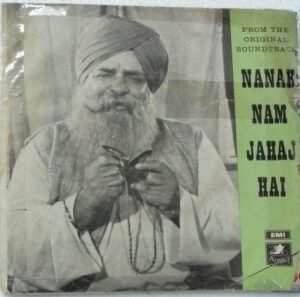 FROM THE
ORIGINAL
SOUNDTRACK
NANAK
NAM
JAHAJ
HAI
EMI